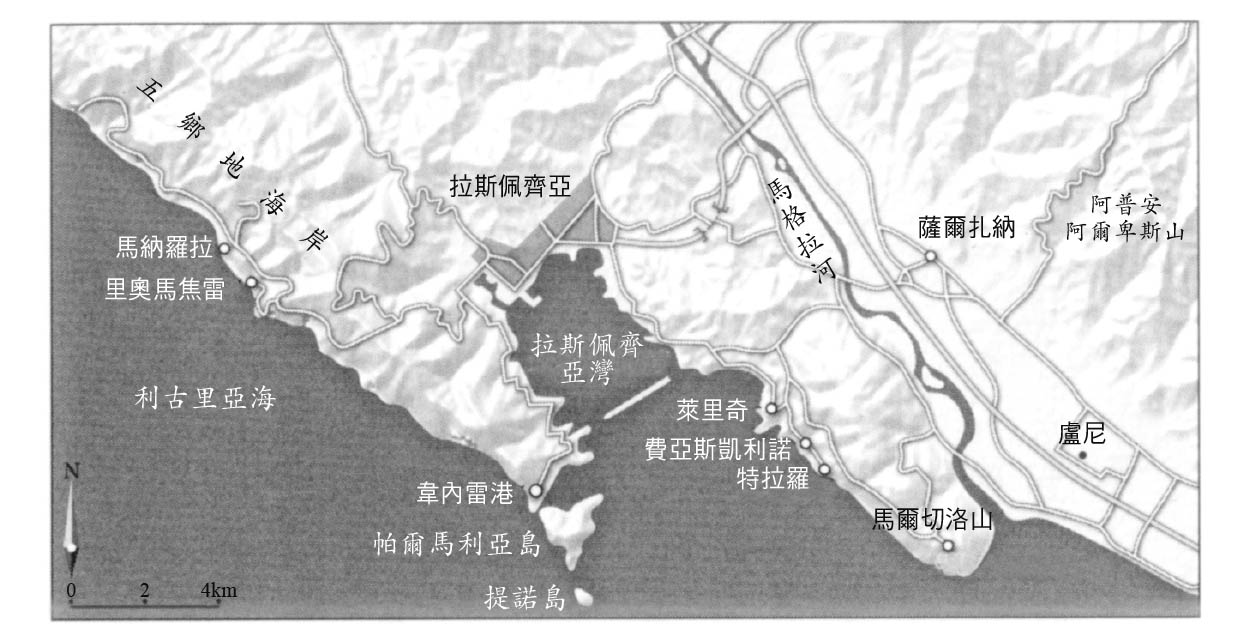 五鄉地海岸
拉斯佩齊亞
馬格拉河
阿普安
阿爾卑斯山
薩爾扎納
馬納羅拉
里奧馬焦雷
拉斯佩齊
亞灣
利古里亞海
萊里奇
盧尼
費亞斯凱利諾
特拉羅
韋內雷港
馬爾切洛山
帕爾馬利亞島
提諾島
N
0 2 4km